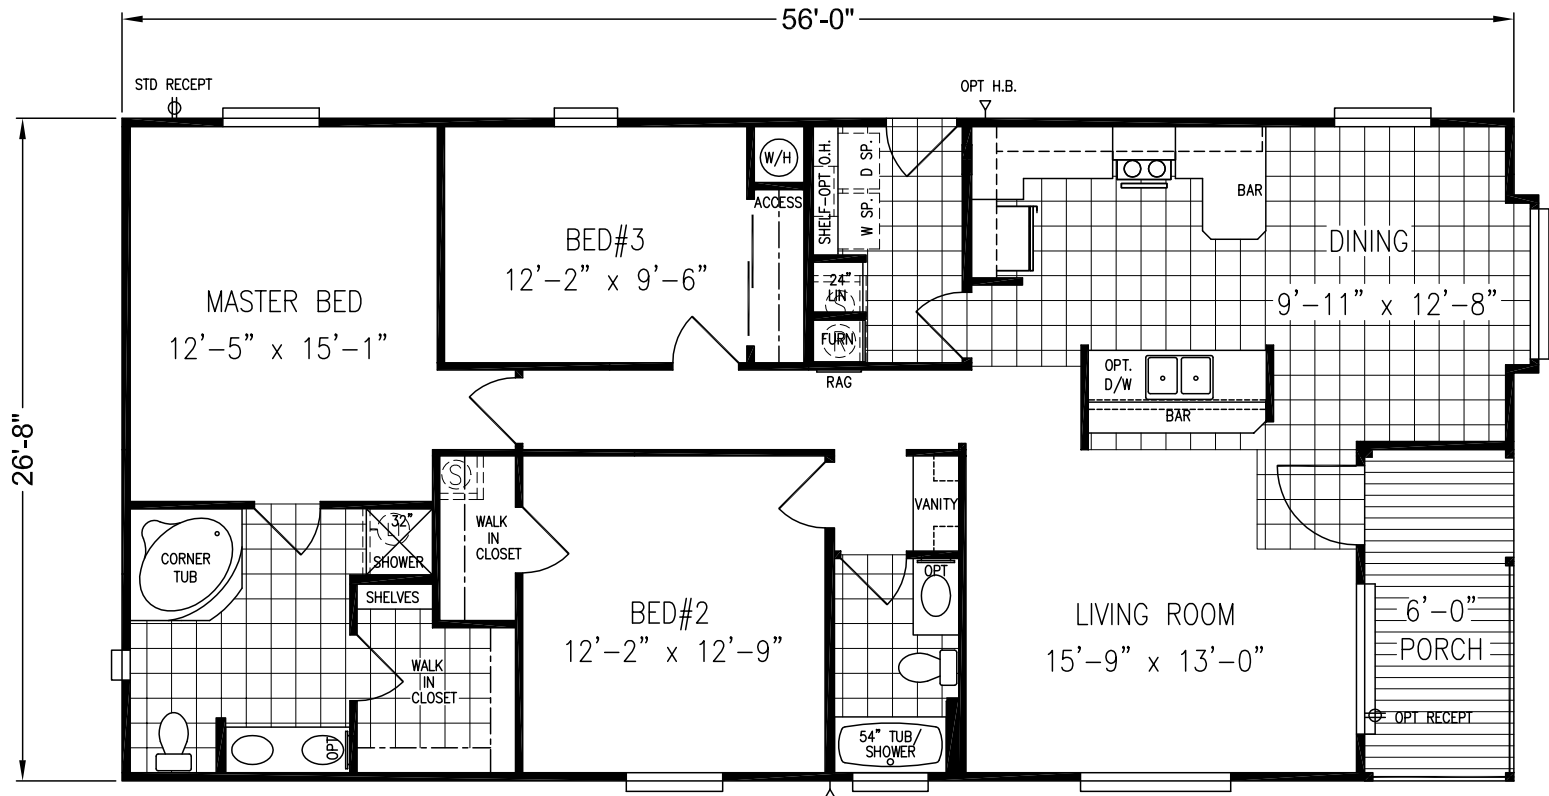 56'-0"
STD RECEPT
OPT H.B.
26'-8"
MASTER BED
12'-5" x 15'-1"
BED#3
12'-2" x 9'-6"
W/H
ACCESS
SHELF-OPT O.H.
D SP.
W SP.
24"
LIN
S
FURN
R
RAG
BAR
DINING
9'-11" x 12'-8"
OPT.
D/W
BAR
CORNER
TUB
32"
SHOWER
SHELVES
WALK
IN
CLOSET
OPT
S
WALK
IN
CLOSET
BED#2
12'-2" x 12'-9"
VANITY
OPT
54" TUB/
SHOWER
LIVING ROOM
15'-9" x 13'-0"
6'-0"
PORCH
OPT RECEPT